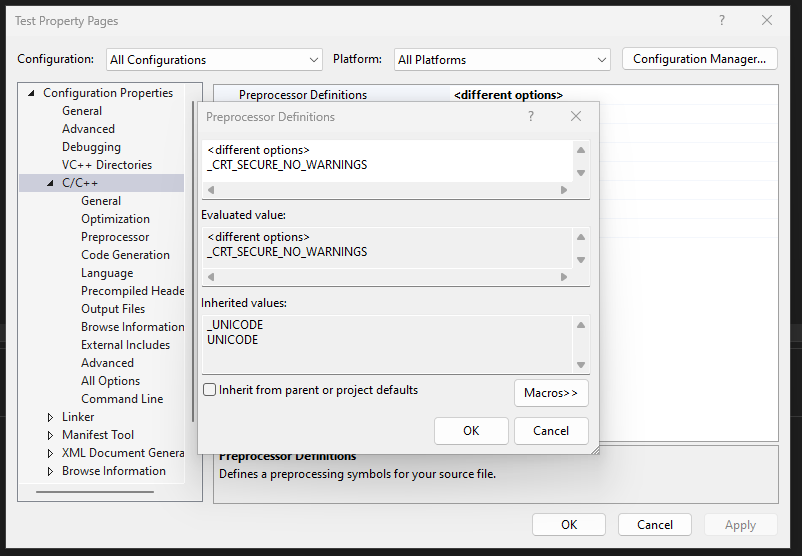 Test Property Pages
Configuration: All Configurations Platform: All Platforms Configuration Manager...
Configuration Properties
General
Advanced
Debugging
VC++ Directories
C/C++
General
Optimization
Preprocessor
Code Generation
Language
Precompiled Heade
Output Files
Browse Information
External Includes
Advanced
All Options
Command Line
Linker
Manifest Tool
XML Document Genera
Browse Information
Preprocessor Definitions <different options>
Preprocessor Definitions
<different options>
_CRT_SECURE_NO_WARNINGS
Evaluated value:
<different options>
_CRT_SECURE_NO_WARNINGS
Inherited values:
_UNICODE
UNICODE
Inherit from parent or project defaults
Macros>>
OK Cancel
Preprocessor Definitions
Defines a preprocessing symbols for your source file.
OK Cancel Apply